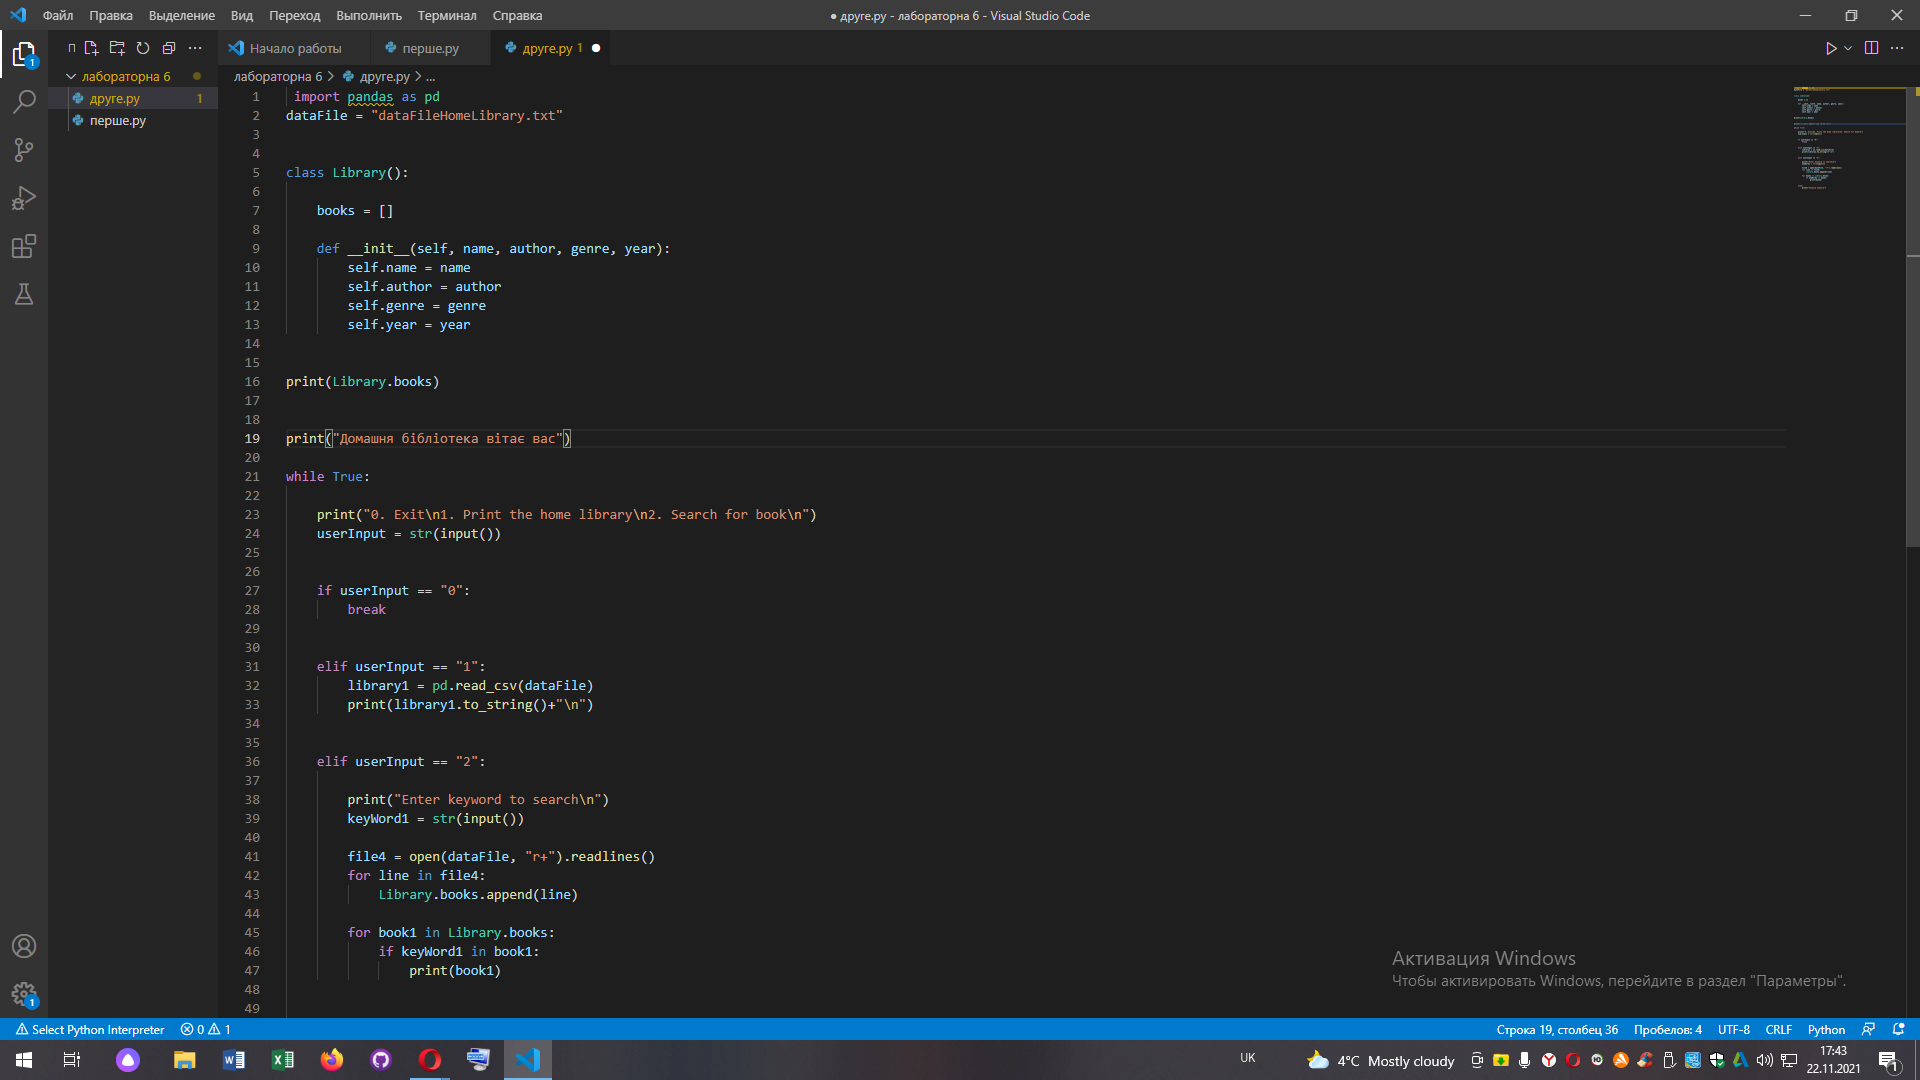 Файл Правка Выделение Вид Переход Выполнить Терминал Справка
● друге.py - лабораторна 6 - Visual Studio Code
П
Начало работы
перше.py
друге.py 1
лабораторна 6
друге.py 1
перше.py
лабораторна 6 > друге.py > ...
1 import pandas as pd
2 dataFile = "dataFileHomeLibrary.txt"
3
4
5 class Library():
6
7 books = []
8
9 def __init__(self, name, author, genre, year):
10 self.name = name
11 self.author = author
12 self.genre = genre
13 self.year = year
14
15
16 print(Library.books)
17
18
19 print("Домашня бібліотека вітає вас")
20
21 while True:
22
23 print("0. Exit\n1. Print the home library\n2. Search for book\n")
24 userInput = str(input())
25
26
27 if userInput == "0":
28 break
29
30
31 elif userInput == "1":
32 library1 = pd.read_csv(dataFile)
33 print(library1.to_string()+"\n")
34
35
36 elif userInput == "2":
37
38 print("Enter keyword to search\n")
39 keyWord1 = str(input())
40
41 file4 = open(dataFile, "r+").readlines()
42 for line in file4:
43 Library.books.append(line)
44
45 for book1 in Library.books:
46 if keyWord1 in book1:
47 print(book1)
48
49
1
1
Активация Windows
Чтобы активировать Windows, перейдите в раздел "Параметры".
Select Python Interpreter 0 1
Строка 19, столбец 36 Пробелов: 4 UTF-8 CRLF Python
UK
4°C Mostly cloudy
17:43
22.11.2021
1